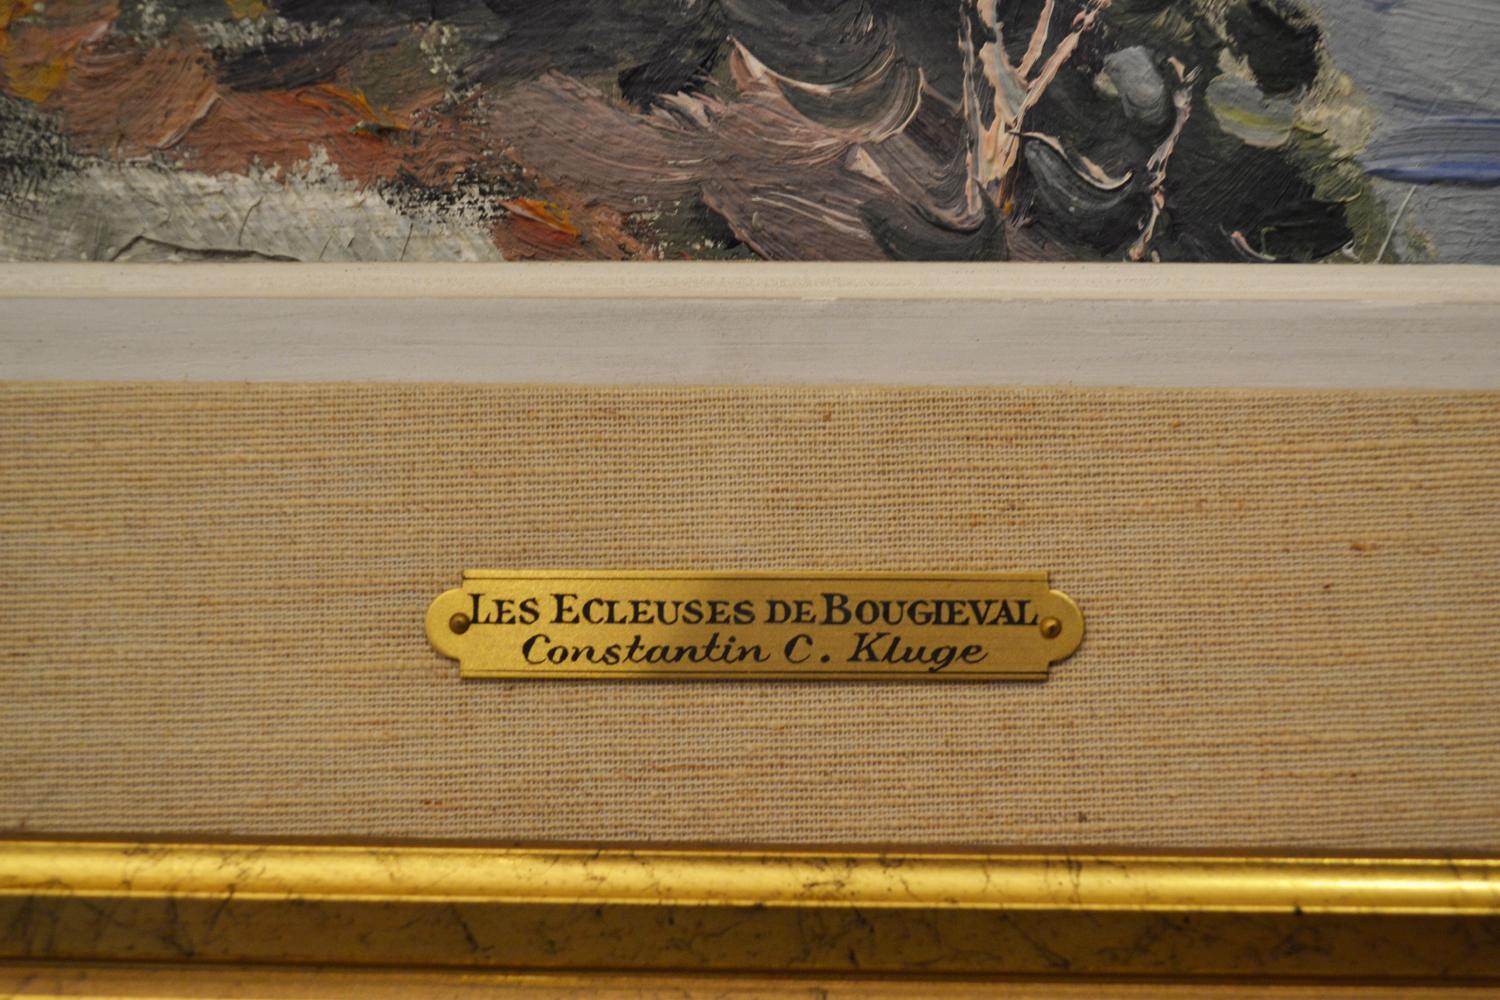 LES ECLEUSES DE BOUGIEVAL
Constantin C. Kluge